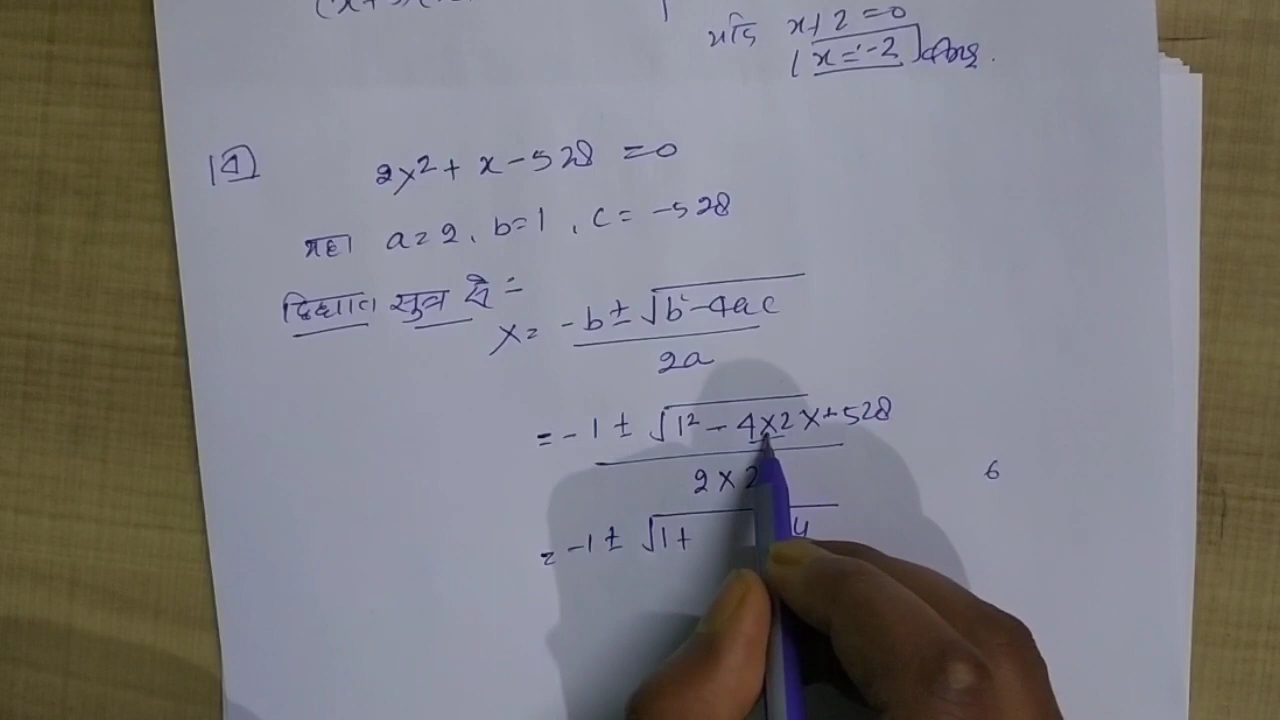 यदि x+2=0
x=-2
2x²+x-528=0
यहा a=2, b=1, c=-528
द्विघात सुत्र से=
x= -b±√b²-4ac
2a
=-1±√1²-4×2×+528
2×2
6
=-1±√1+ 4